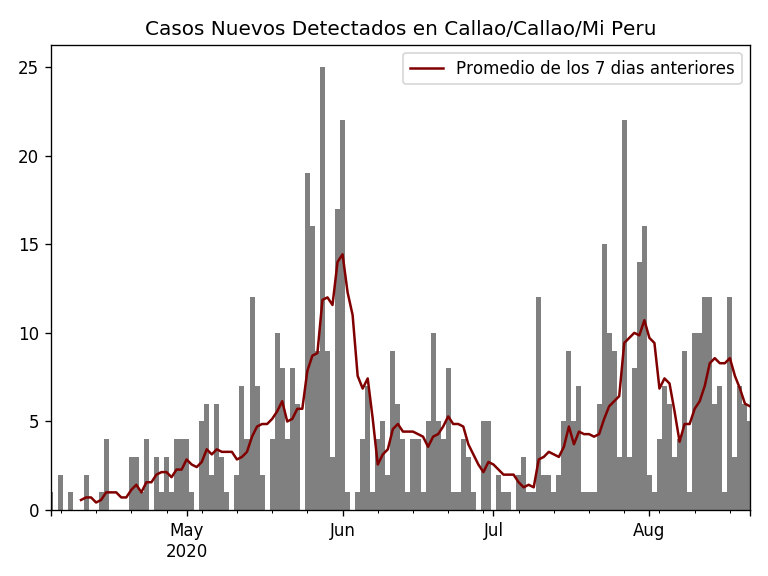 Casos Nuevos Detectados en Callao/Callao/Mi Peru
Promedio de los 7 dias anteriores
25
20
15
10
5
0
May Jun Jul Aug
2020